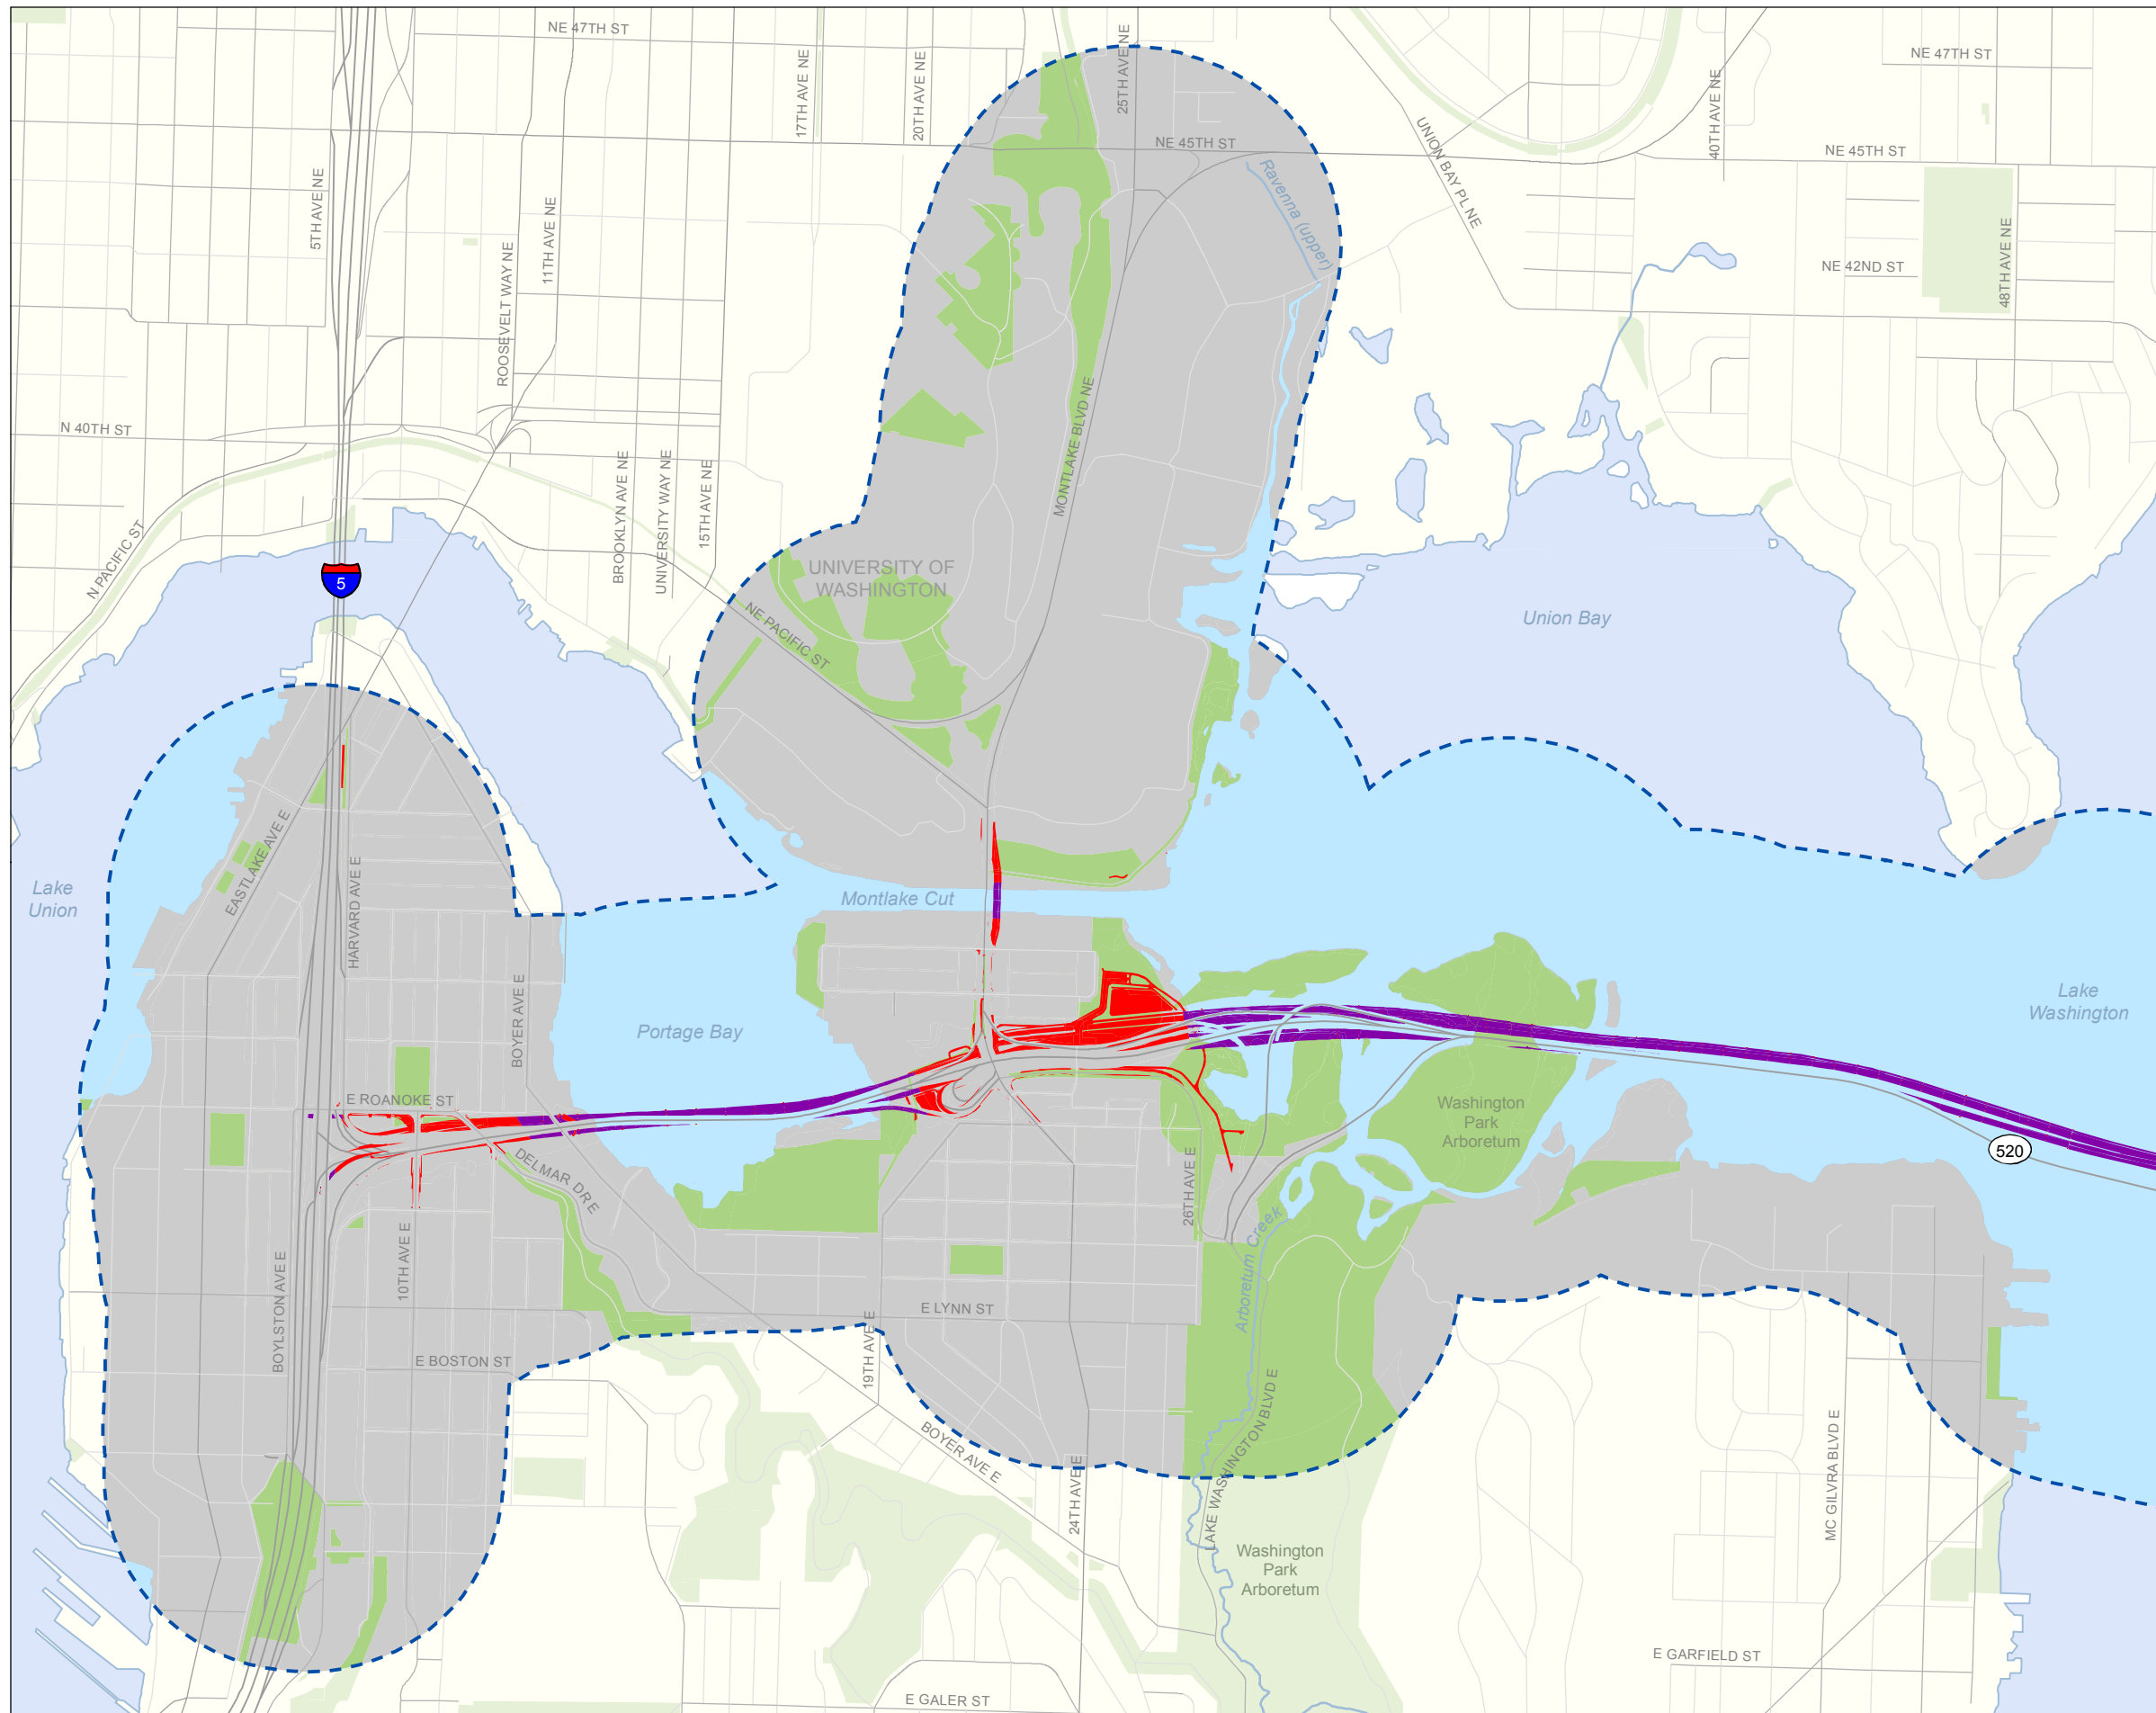 NE 47TH ST
NE 47TH ST
17TH AVE NE
20TH AVE NE
25TH AVE NE
40TH AVE NE
NE 45TH ST
NE 45TH ST
UNION BAY PL NE
Ravenna (upper)
5TH AVE NE
11TH AVE NE
ROOSEVELT WAY NE
NE 42ND ST
48TH AVE NE
N 40TH ST
MONTLAKE BLVD NE
BROOKLYN AVE NE
UNIVERSITY WAY NE
15TH AVE NE
N PACIFIC ST
5
UNIVERSITY OF
WASHINGTON
NE PACIFIC ST
Union Bay
EASTLAKE AVE E
HARVARD AVE E
Lake
Union
Montlake Cut
Lake
Washington
Portage Bay
BOYER AVE E
E ROANOKE ST
Washington
Park
Arboretum
520
DELMAR DR E
26TH AVE E
Arboretum Creek
10TH AVE E
BOYLSTON AVE E
E LYNN ST
19TH AVE E
E BOSTON ST
LAKE WASHINGTON BLVD E
BOYER AVE E
24TH AVE E
MC GILVRA BLVD E
Washington
Park
Arboretum
E GARFIELD ST
E GALER ST